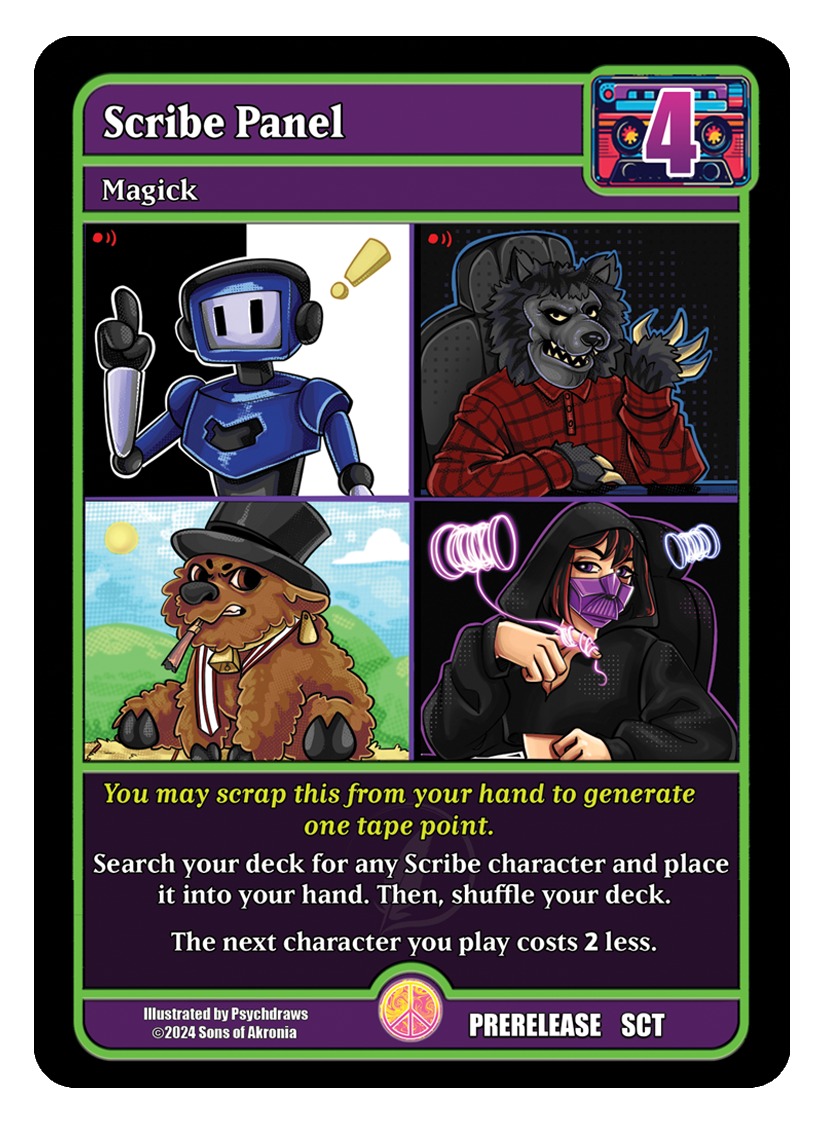 Scribe Panel
4
Magick
You may scrap this from your hand to generate
one tape point.
Search your deck for any Scribe character and place
it into your hand. Then, shuffle your deck.
The next character you play costs 2 less.
Illustrated by Psychdraws
©2024 Sons of Akronia
PRERELEASE SCT